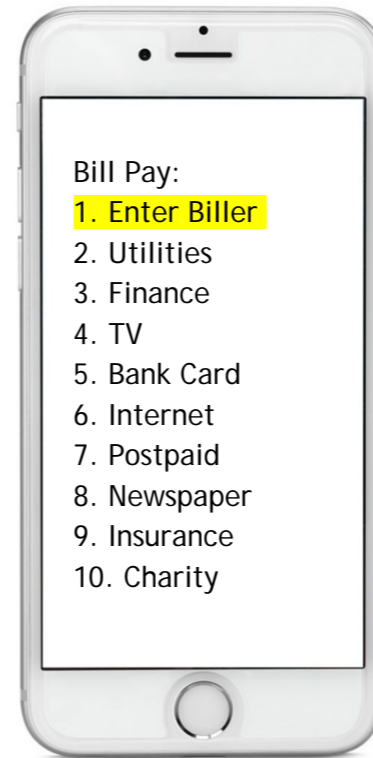 Bill Pay:
1. Enter Biller
2. Utilities
3. Finance
4. TV
5. Bank Card
6. Internet
7. Postpaid
8. Newspaper
9. Insurance
10. Charity